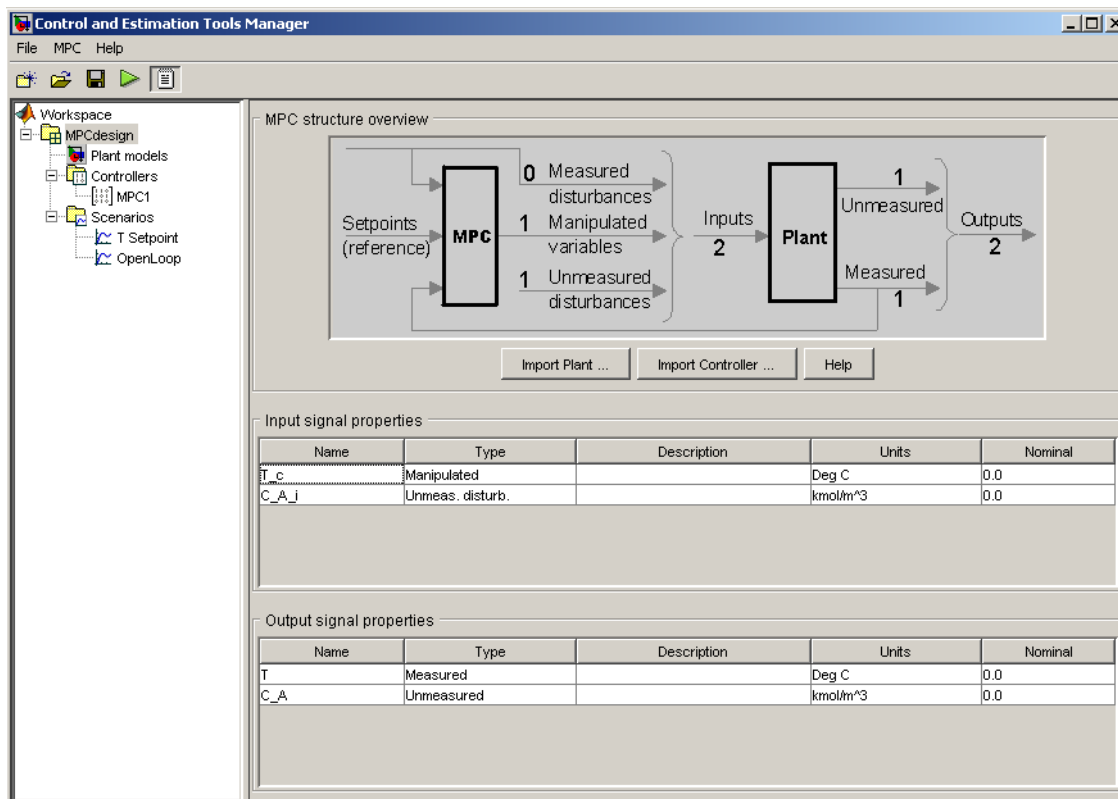 Control and Estimation Tools Manager
File MPC Help
Workspace
MPCdesign
Plant models
Controllers
MPC1
Scenarios
T Setpoint
OpenLoop
MPC structure overview
Setpoints
(reference)
MPC
0 Measured
disturbances
1 Manipulated
variables
1 Unmeasured
disturbances
Inputs
2
Plant
1
Unmeasured
Measured
1
Outputs
2
Import Plant ... Import Controller ... Help
Input signal properties
Name Type Description Units Nominal
T_c Manipulated Deg C 0.0
C_A_i Unmeas. disturb. kmol/m^3 0.0
Output signal properties
Name Type Description Units Nominal
T Measured Deg C 0.0
C_A Unmeasured kmol/m^3 0.0